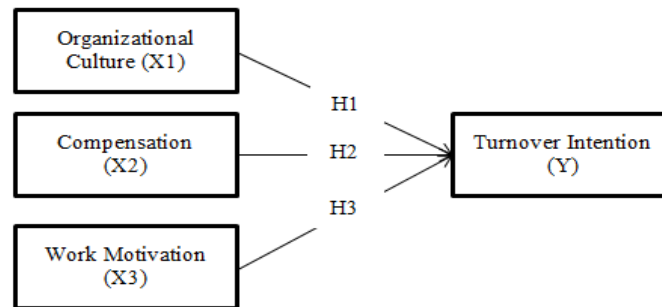 Organizational
Culture (X1)
H1
Compensation
(X2)
H2
Turnover Intention
(Y)
H3
Work Motivation
(X3)